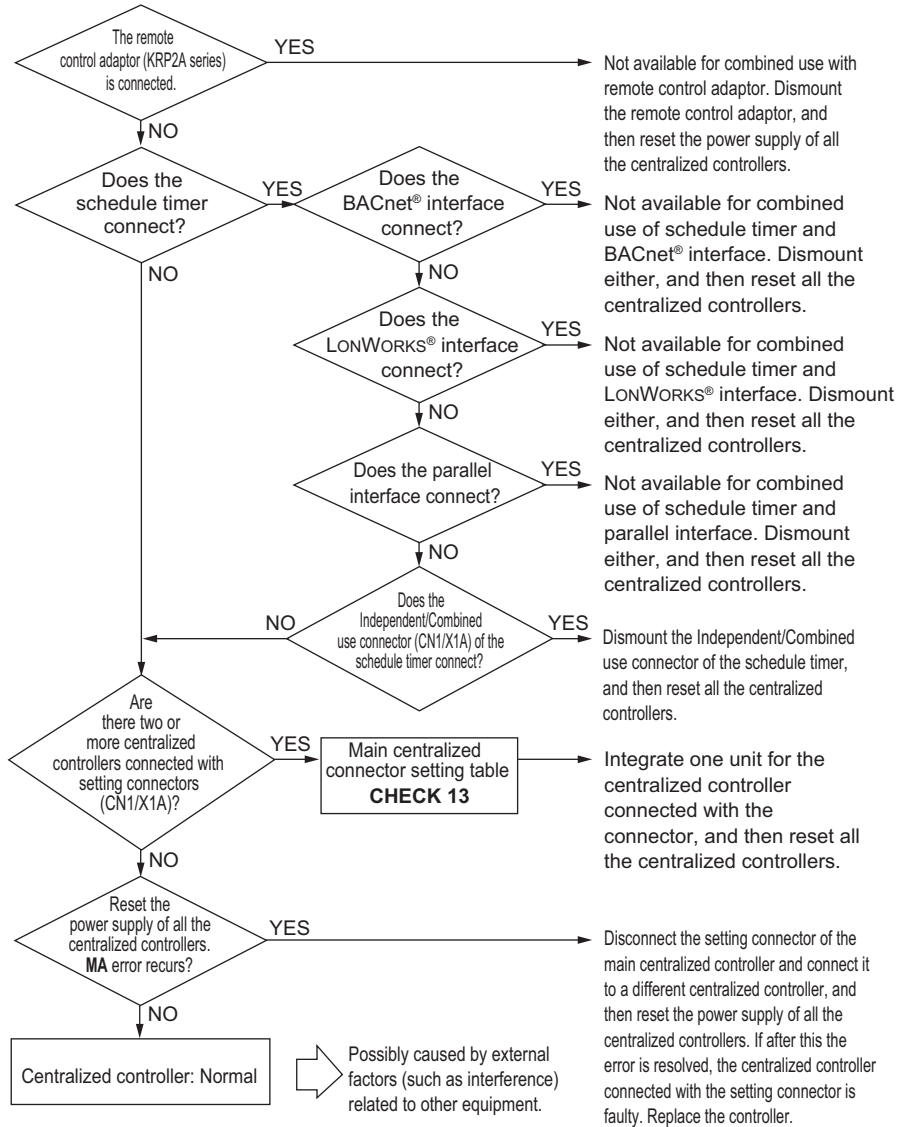 The remote
control adaptor (KRP2A series)
is connected.
YES
Not available for combined use with
remote control adaptor. Dismount
the remote control adaptor, and
then reset the power supply of all
the centralized controllers.
NO
Does the
schedule timer
connect?
YES
Does the
BACnet® interface
connect?
YES
Not available for combined
use of schedule timer and
BACnet® interface. Dismount
either, and then reset all the
centralized controllers.
NO
NO
Does the
LONWORKS® interface
connect?
YES
Not available for combined
use of schedule timer and
LONWORKS® interface. Dismount
either, and then reset all the
centralized controllers.
NO
Does the parallel
interface connect?
YES
Not available for combined
use of schedule timer and
parallel interface. Dismount
either, and then reset all the
centralized controllers.
NO
Does the
Independent/Combined
use connector (CN1/X1A) of the
schedule timer connect?
NO
YES
Dismount the Independent/Combined
use connector of the schedule timer,
and then reset all the centralized
controllers.
Are
there two or
more centralized
controllers connected with
setting connectors
(CN1/X1A)?
YES
Main centralized
connector setting table
CHECK 13
Integrate one unit for the
centralized controller
connected with the
connector, and then reset all
the centralized controllers.
NO
Reset the
power supply of all the
centralized controllers.
MA error recurs?
YES
Disconnect the setting connector of the
main centralized controller and connect it
to a different centralized controller, and
then reset the power supply of all the
centralized controllers. If after this the
error is resolved, the centralized controller
connected with the setting connector is
faulty. Replace the controller.
NO
Centralized controller: Normal
Possibly caused by external
factors (such as interference)
related to other equipment.